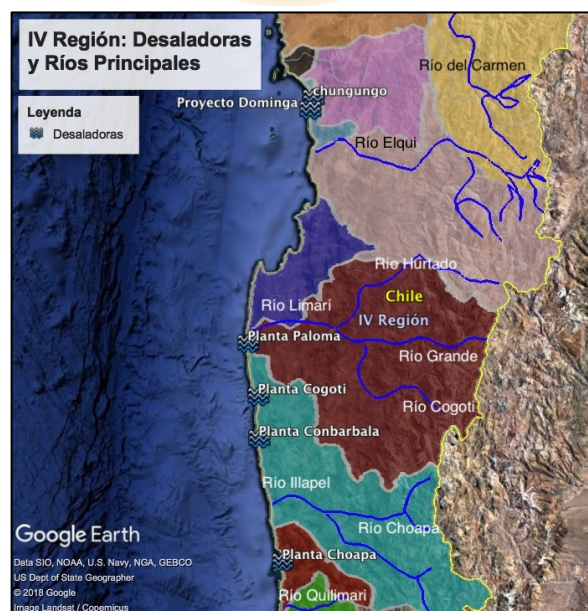 IV Región: Desaladoras
y Ríos Principales
Leyenda
Desaladoras
Río del Carmen
chungungo
Proyecto Dominga
Río Elqui
Río Hurtado
Chile
Río Limarí
IV Región
Planta Paloma
Río Grande
Planta Cogoti
Río Cogoti
Planta Conbarbala
Río Illapel
Río Choapa
Google Earth
Planta Choapa
Data SIO, NOAA, U.S. Navy, NGA, GEBCO
US Dept of State Geographer
© 2018 Google
Image Landsat / Copernicus
Río Quilimari